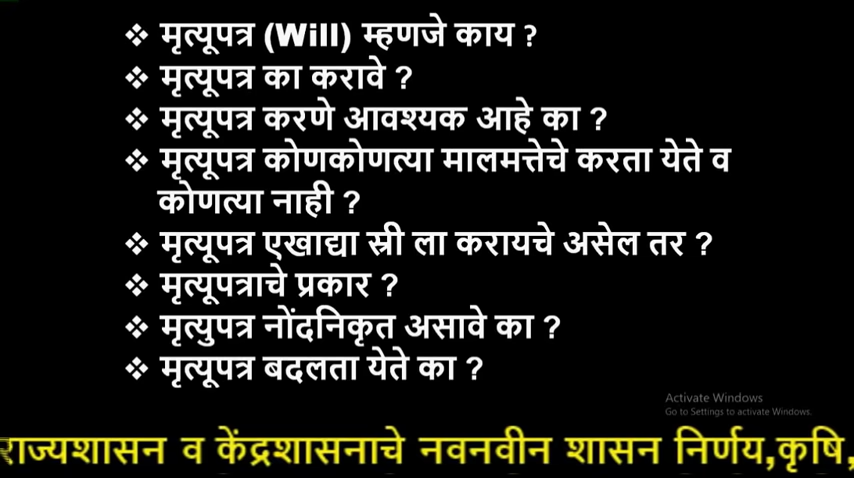 ❖ मृत्यूपत्र (Will) म्हणजे काय ?
❖ मृत्यूपत्र का करावे ?
❖ मृत्यूपत्र करणे आवश्यक आहे का ?
❖ मृत्यूपत्र कोणकोणत्या मालमत्तेचे करता येते व
कोणत्या नाही ?
❖ मृत्यूपत्र एखाद्या स्री ला करायचे असेल तर ?
❖ मृत्यूपत्राचे प्रकार ?
❖ मृत्युपत्र नोंदनिकृत असावे का ?
❖ मृत्यूपत्र बदलता येते का ?
Activate Windows
Go to Settings to activate Windows.
राज्यशासन व केंद्रशासनाचे नवनवीन शासन निर्णय,कृषि,